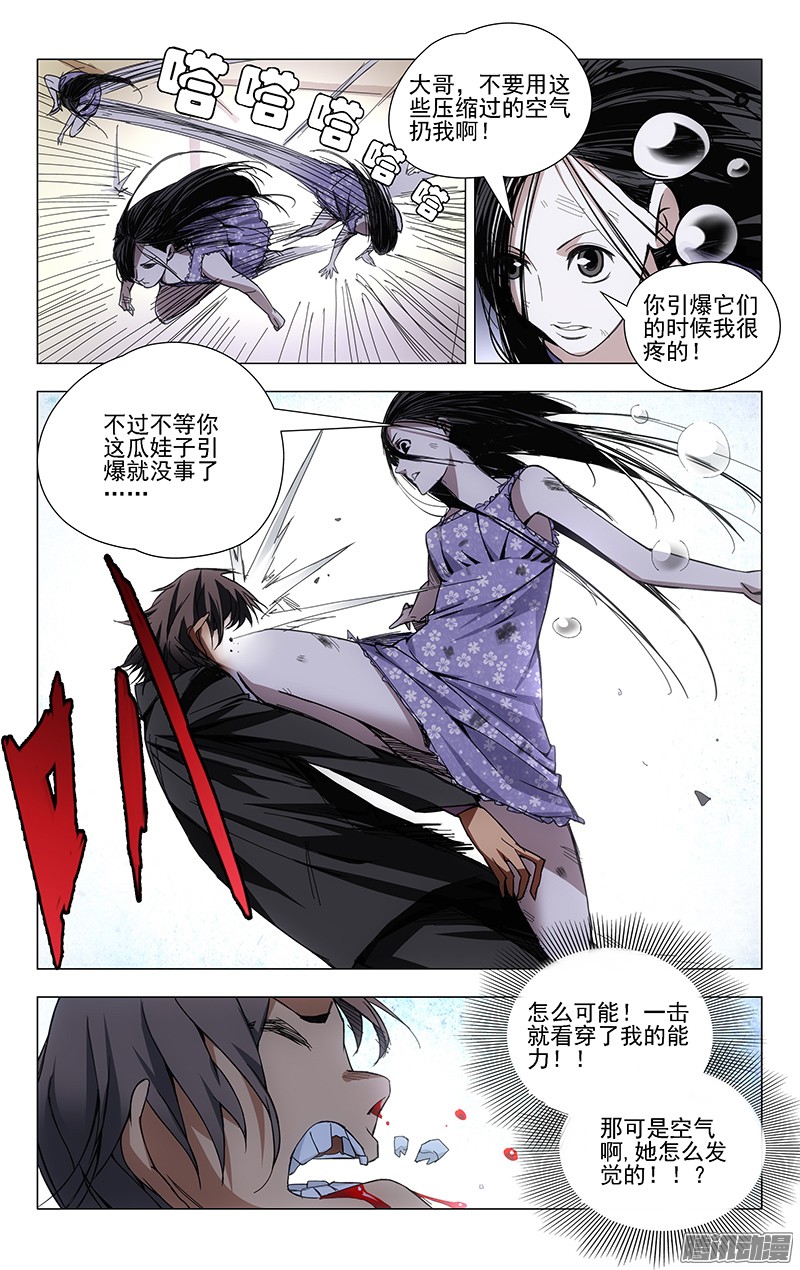 嗒
嗒
嗒
嗒
嗒
大哥，不要用这
些压缩过的空气
扔我啊！
你引爆它们
的时候我很
疼的！
不过不等你
这瓜娃子引
爆就没事了
……
怎么可能！一击
就看穿了我的能
力！！
那可是空气
啊,她怎么发
觉的！！？
腾讯动漫